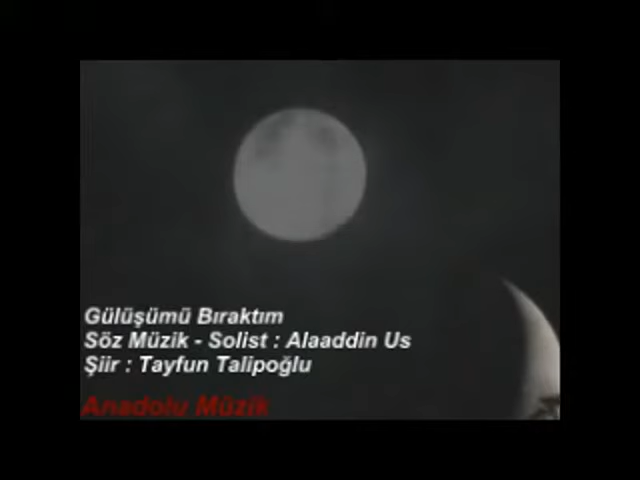 Gülüşümü Bıraktım
Söz Müzik - Solist : Alaaddin Us
Şiir : Tayfun Talipoğlu
Anadolu Müzik